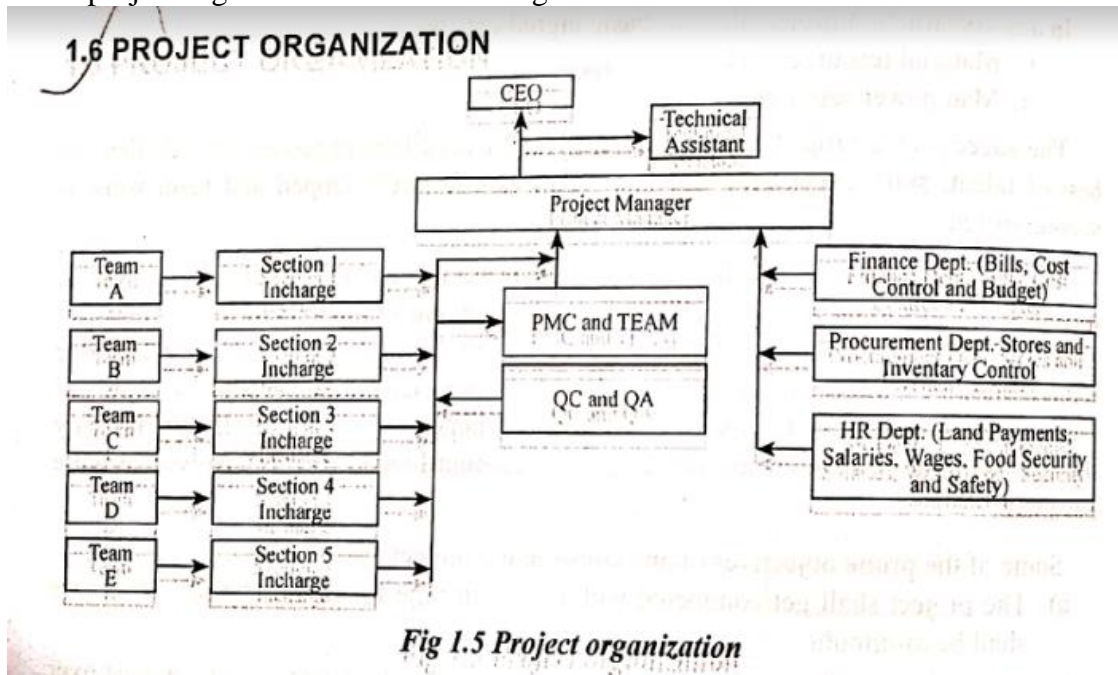 1.6 PROJECT ORGANIZATION
CEO
Technical
Assistant
Project Manager
Team
A
Section 1
Incharge
Team
B
Section 2
Incharge
Team
C
Section 3
Incharge
Team
D
Section 4
Incharge
Team
E
Section 5
Incharge
PMC and TEAM
QC and QA
Finance Dept. (Bills, Cost
Control and Budget)
Procurement Dept. Stores and
Inventary Control
HR Dept. (Land Payments,
Salaries, Wages, Food Security
and Safety)
Fig 1.5 Project organization